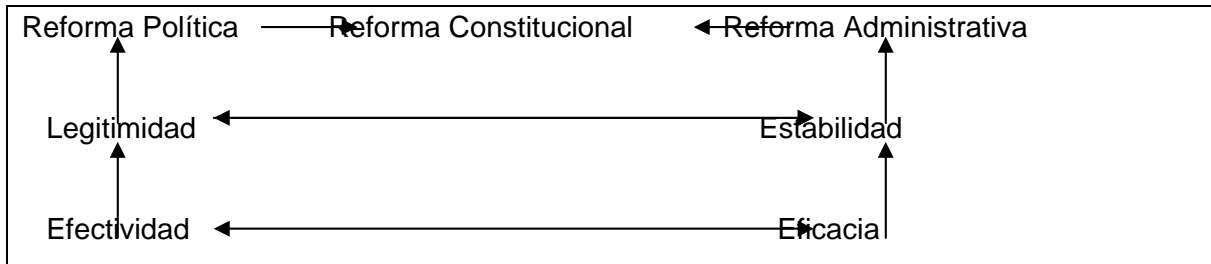 Reforma Política Reforma Constitucional Reforma Administrativa
Legitimidad Estabilidad
Efectividad Eficacia